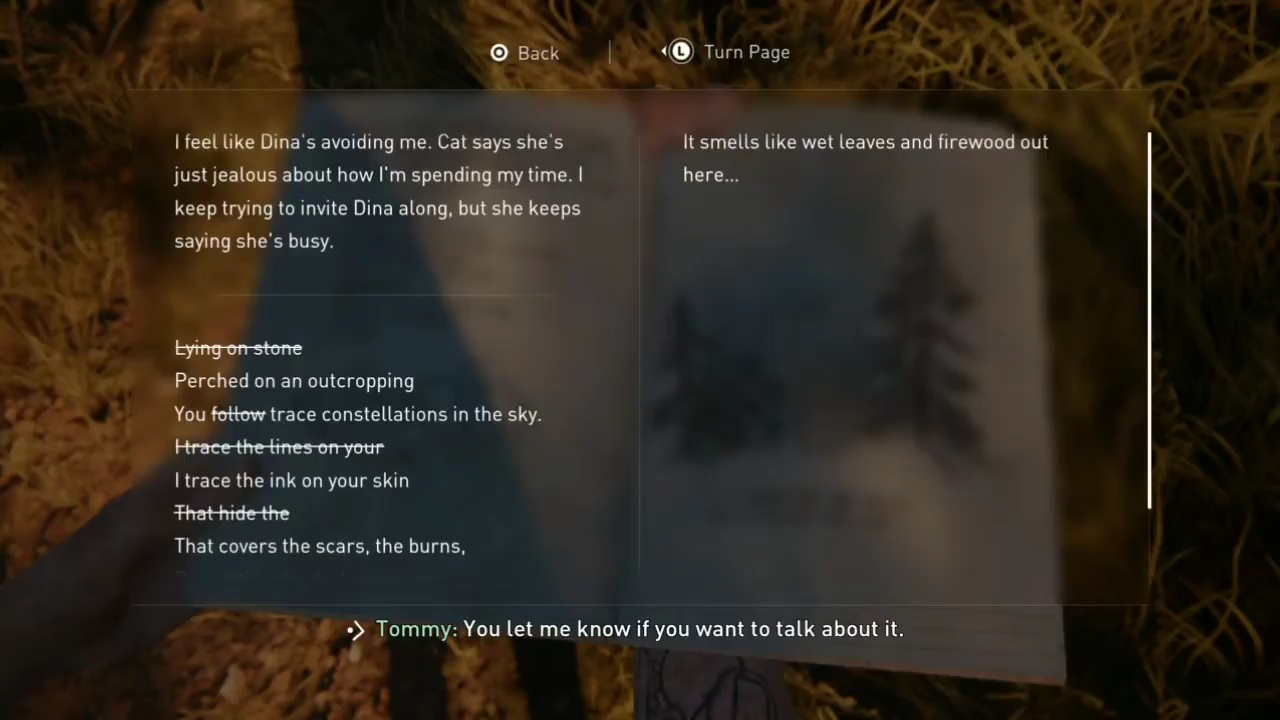 Back
L Turn Page
I feel like Dina's avoiding me. Cat says she's
just jealous about how I'm spending my time. I
keep trying to invite Dina along, but she keeps
saying she's busy.
Lying on stone
Perched on an outcropping
You follow trace constellations in the sky.
I trace the lines on your
I trace the ink on your skin
That hide the
That covers the scars, the burns,
It smells like wet leaves and firewood out
here...
Tommy: You let me know if you want to talk about it.